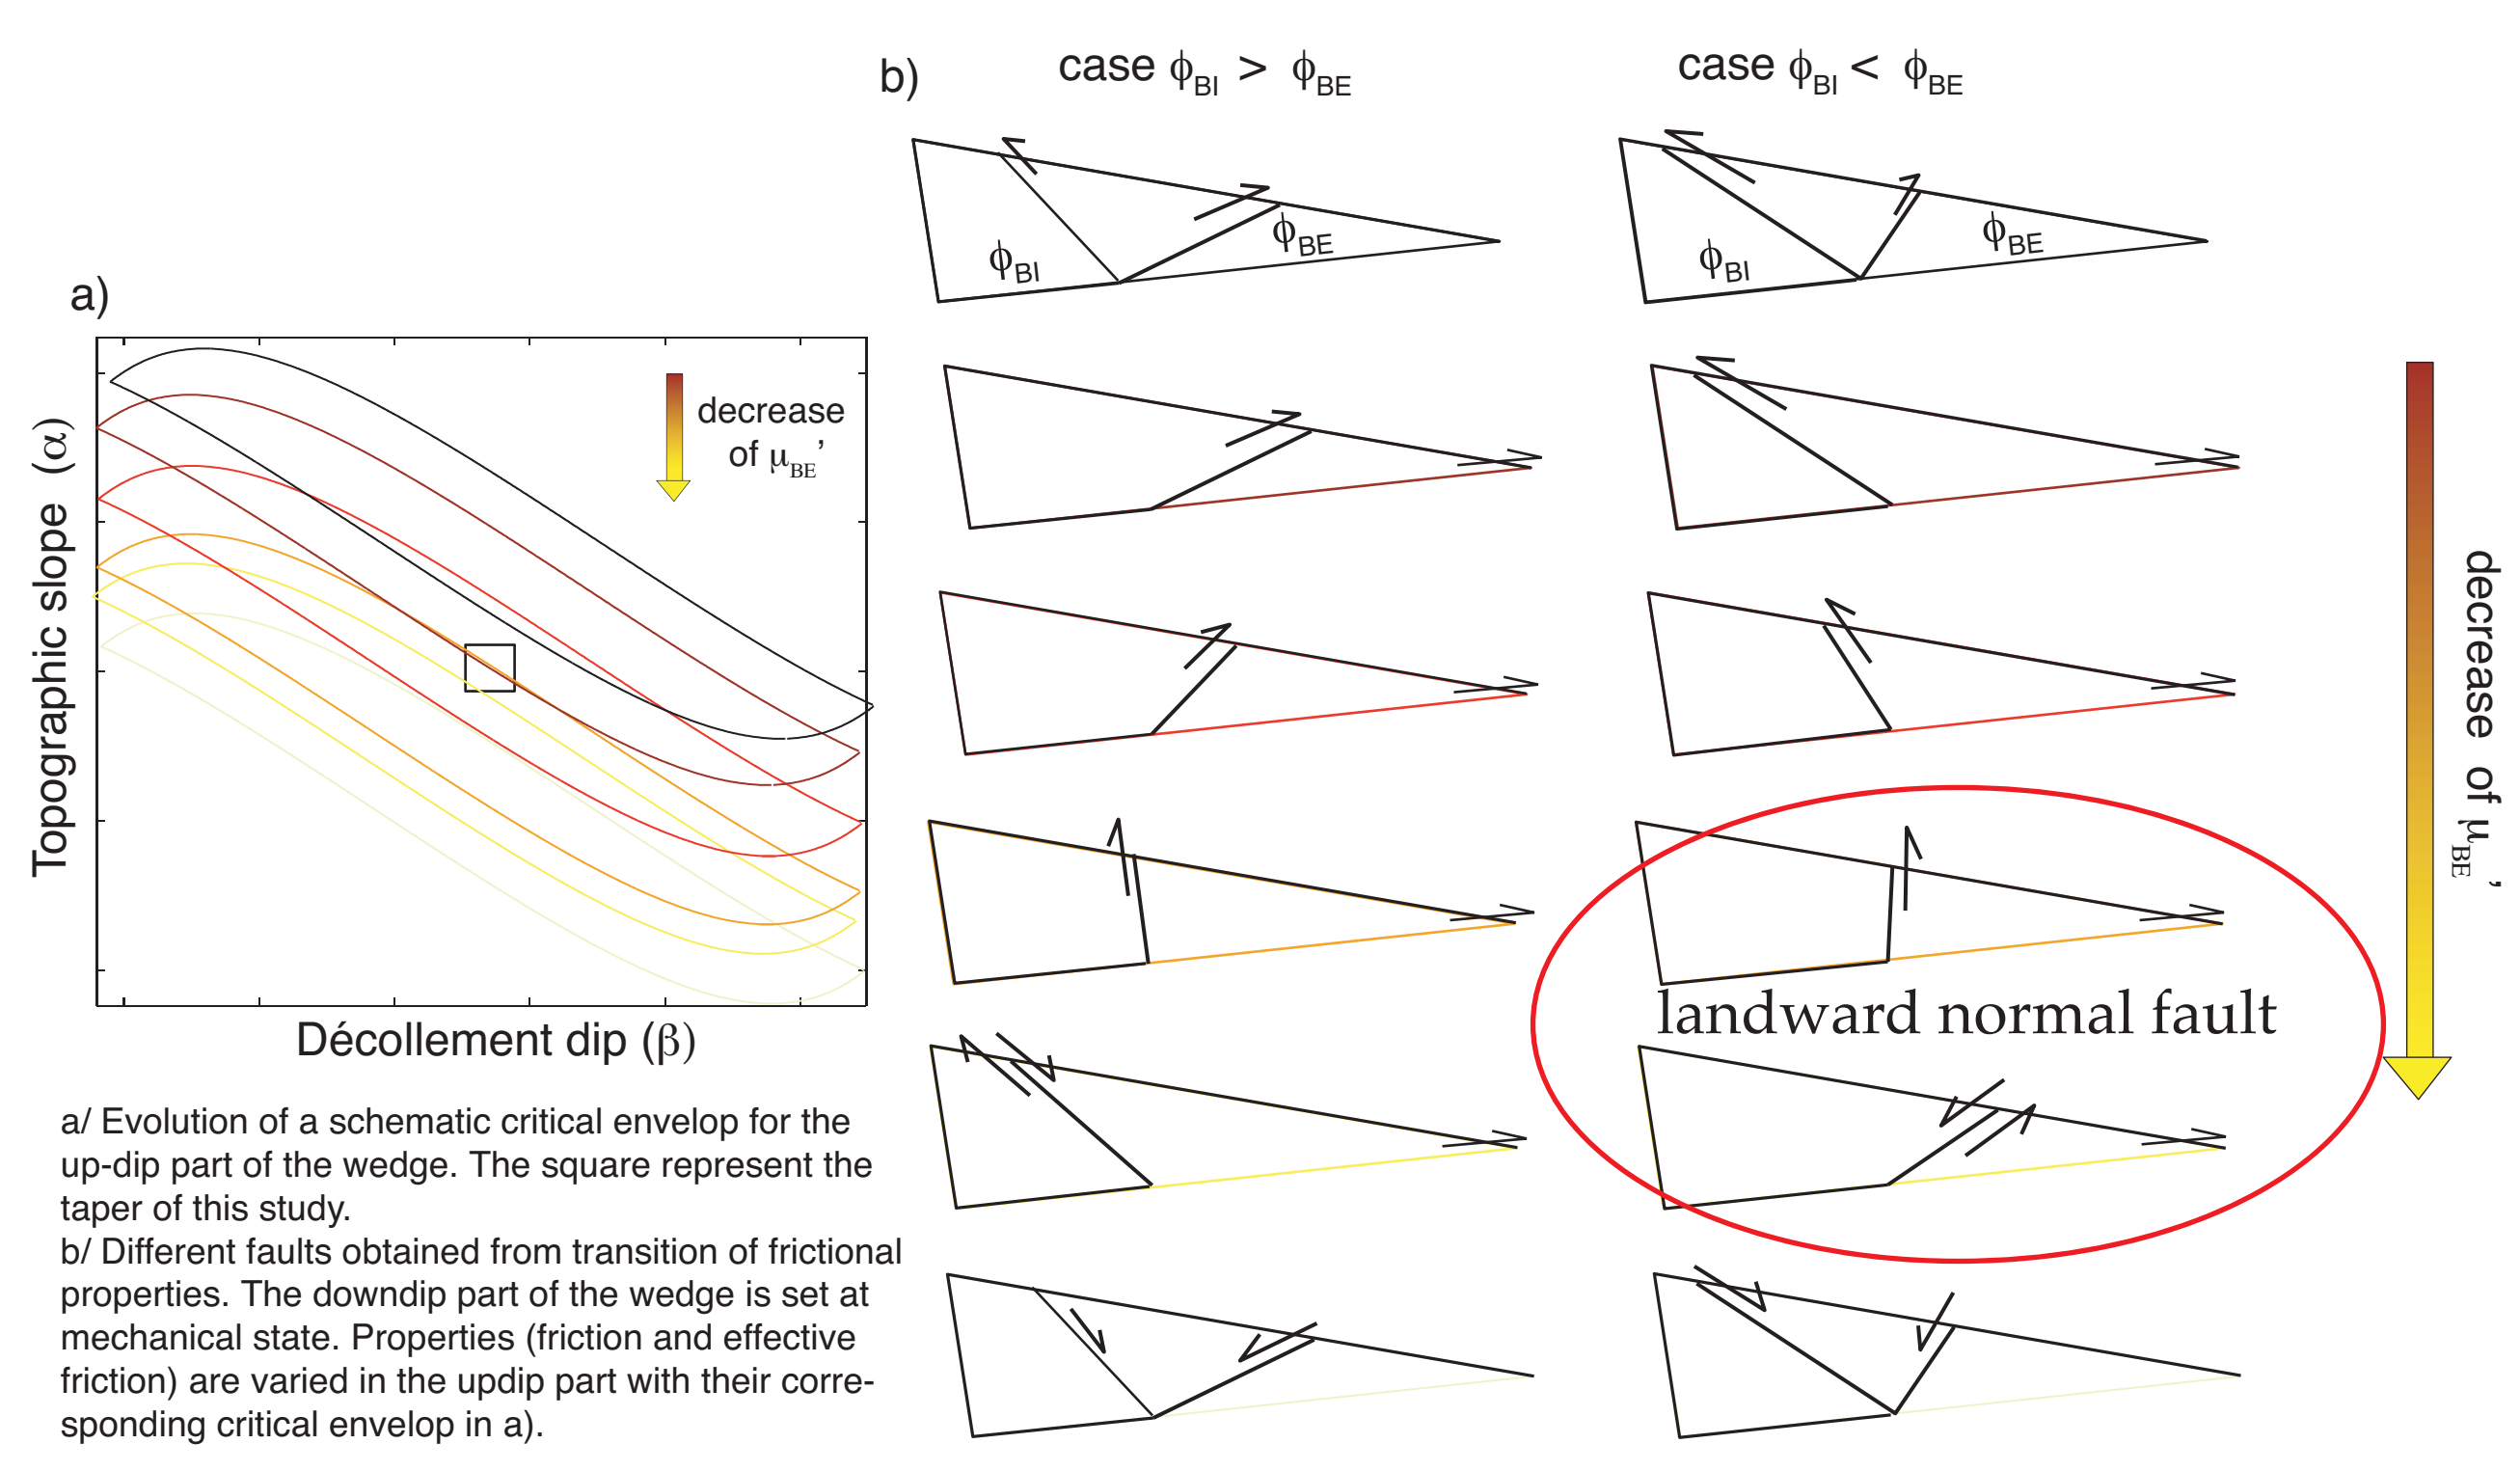 b)
case ϕBI > ϕBE
case ϕBI < ϕBE
ϕBI
ϕBE
ϕBI
ϕBE
a)
decrease
of μBE’
Topographic slope (α)
Décollement dip (β)
decrease of μBE’
landward normal fault
a/ Evolution of a schematic critical envelop for the
up-dip part of the wedge. The square represent the
taper of this study.
b/ Different faults obtained from transition of frictional
properties. The downdip part of the wedge is set at
mechanical state. Properties (friction and effective
friction) are varied in the updip part with their corre-
sponding critical envelop in a).